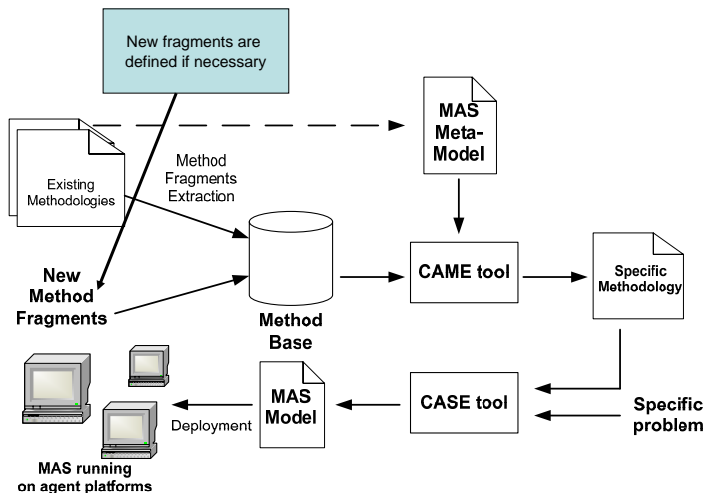 New fragments are
defined if necessary
MAS
Meta-
Model
Existing
Methodologies
Method
Fragments
Extraction
New
Method
Fragments
Method
Base
CAME tool
Specific
Methodology
MAS
Model
Deployment
CASE tool
Specific
problem
MAS running
on agent platforms